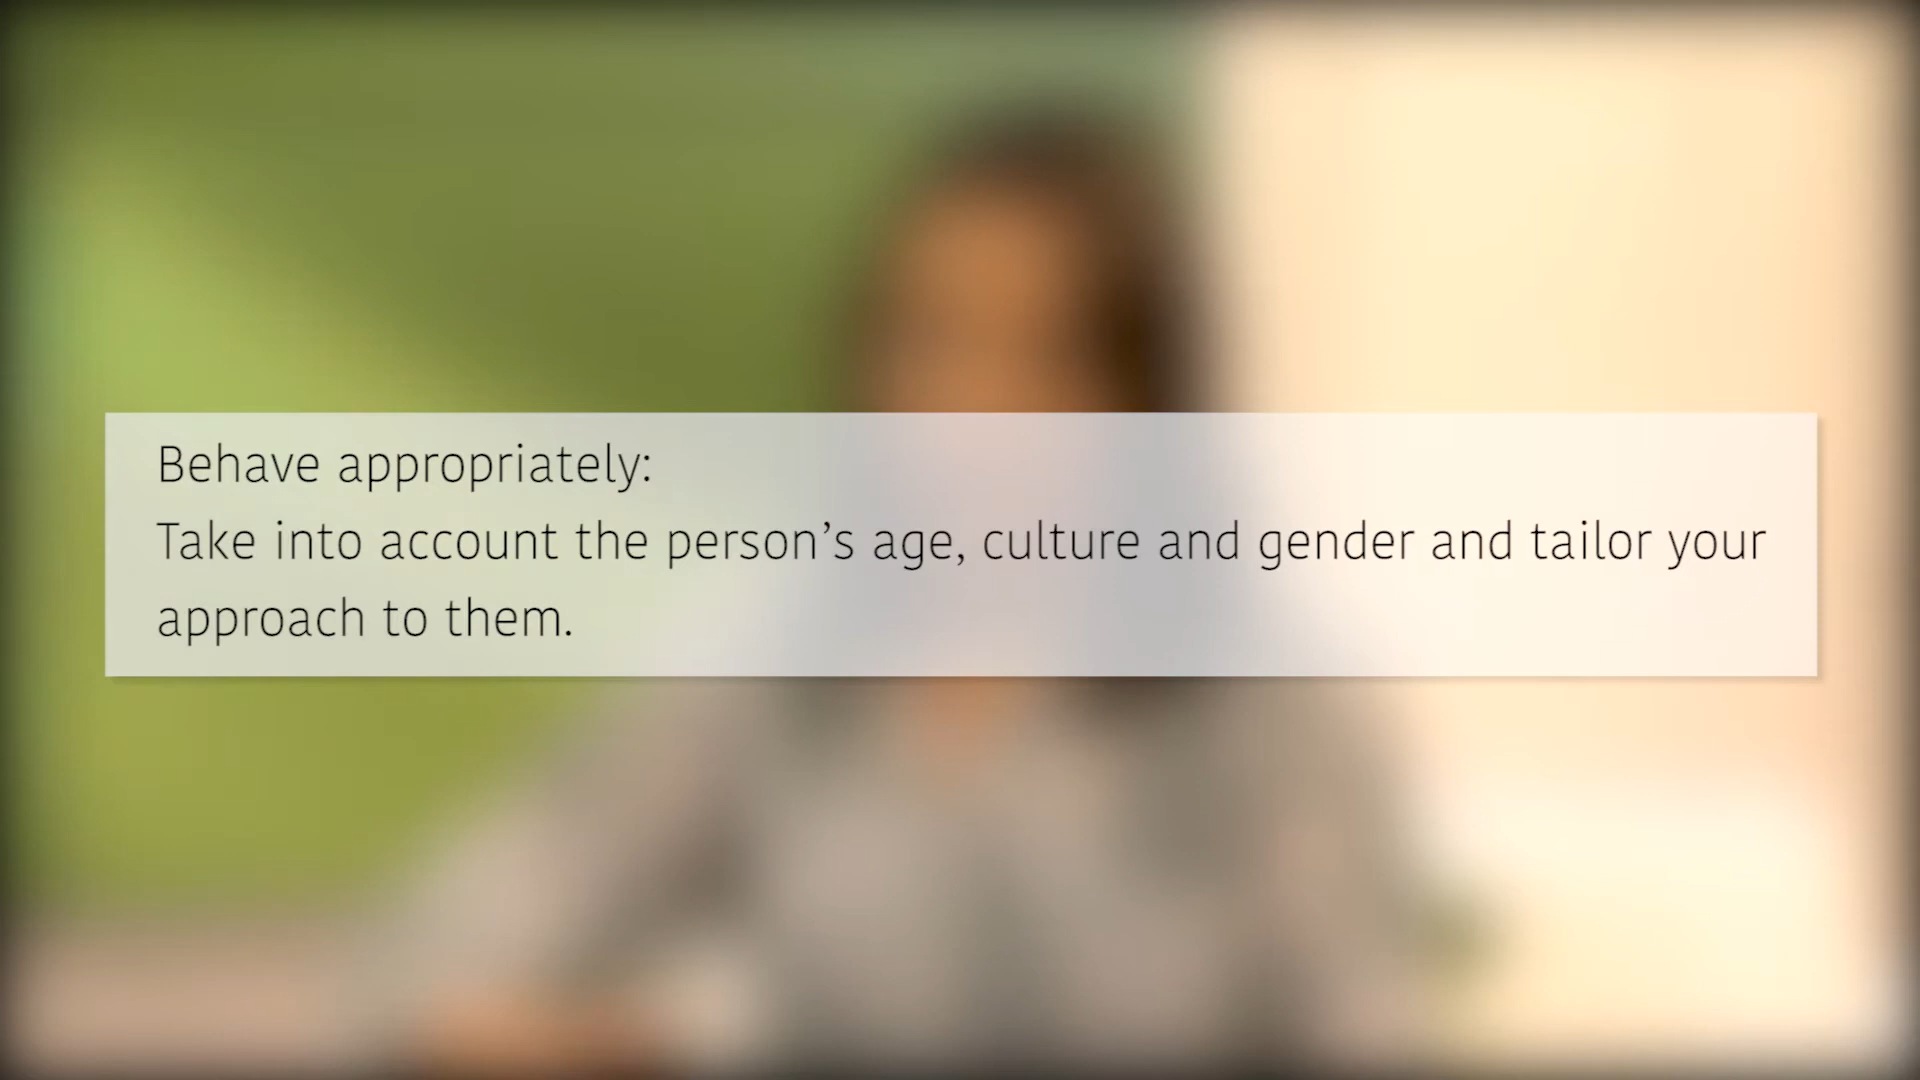 Behave appropriately:
Take into account the person’s age, culture and gender and tailor your
approach to them.